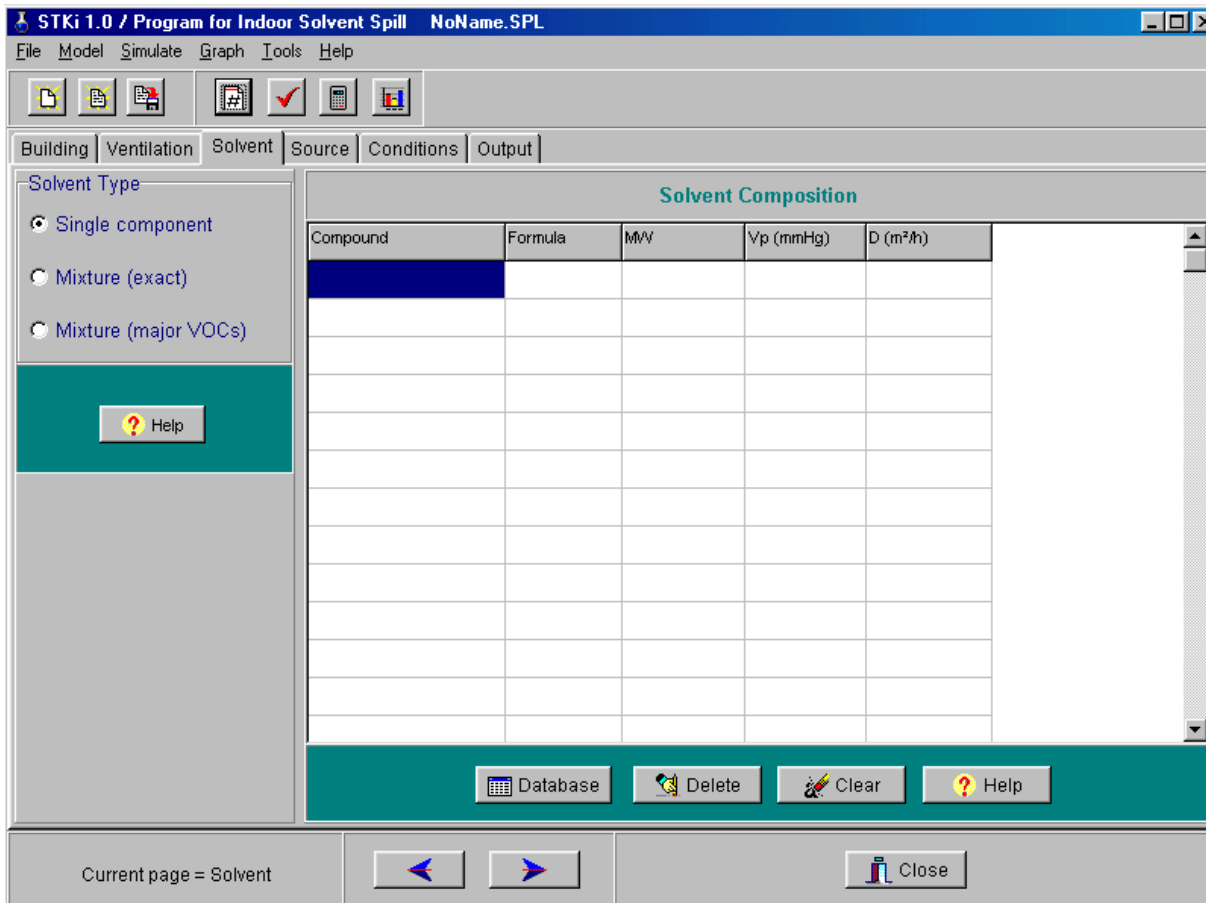 STKi 1.0 / Program for Indoor Solvent Spill NoName.SPL
File Model Simulate Graph Tools Help
#
Building Ventilation Solvent Source Conditions Output
Solvent Type
Single component
Mixture (exact)
Mixture (major VOCs)
? Help
Solvent Composition
Compound Formula MW Vp (mmHg) D (m²/h)
Database Delete Clear ? Help
Current page = Solvent
Close